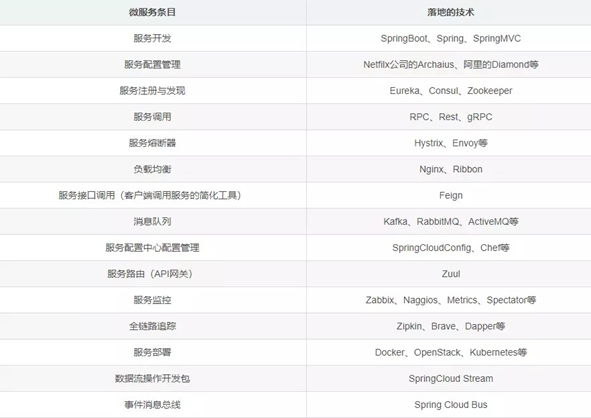 微服务条目 落地的技术
服务开发 SpringBoot、Spring、SpringMVC
服务配置管理 Netfilx公司的Archaius、阿里的Diamond等
服务注册与发现 Eureka、Consul、Zookeeper
服务调用 RPC、Rest、gRPC
服务熔断器 Hystrix、Envoy等
负载均衡 Nginx、Ribbon
服务接口调用（客户端调用服务的简化工具） Feign
消息队列 Kafka、RabbitMQ、ActiveMQ等
服务配置中心配置管理 SpringCloudConfig、Chef等
服务路由（API网关） Zuul
服务监控 Zabbix、Naggios、Metrics、Spectator等
全链路追踪 Zipkin、Brave、Dapper等
服务部署 Docker、OpenStack、Kubernetes等
数据流操作开发包 SpringCloud Stream
事件消息总线 Spring Cloud Bus